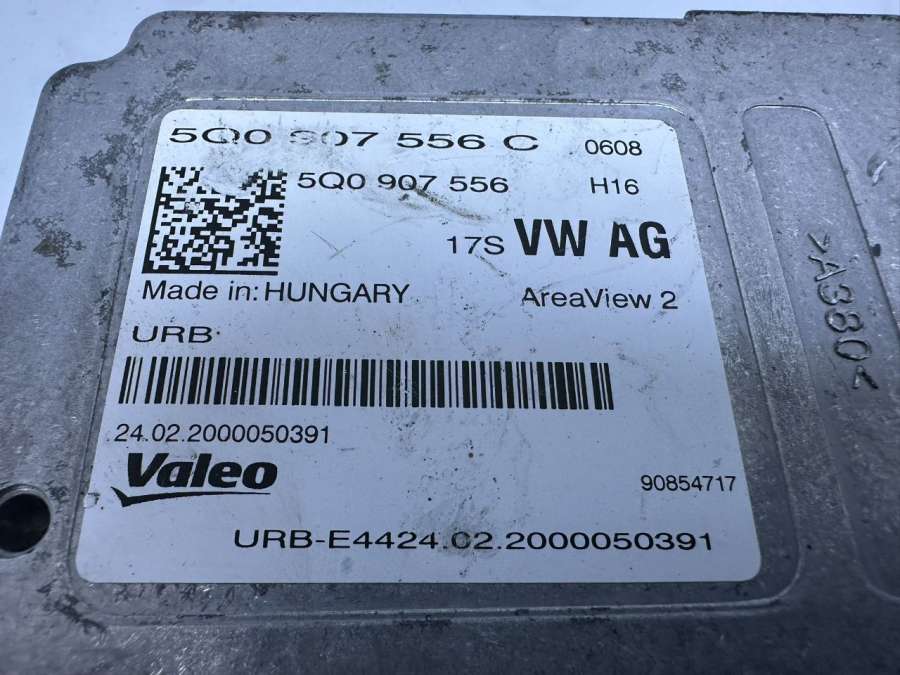 5Q0 907 556 C 0608
5Q0 907 556 H16
17S VW AG
Made in: HUNGARY AreaView 2
URB
24.02.2000050391
Valeo
90854717
URB-E4424.02.2000050391
>A380<